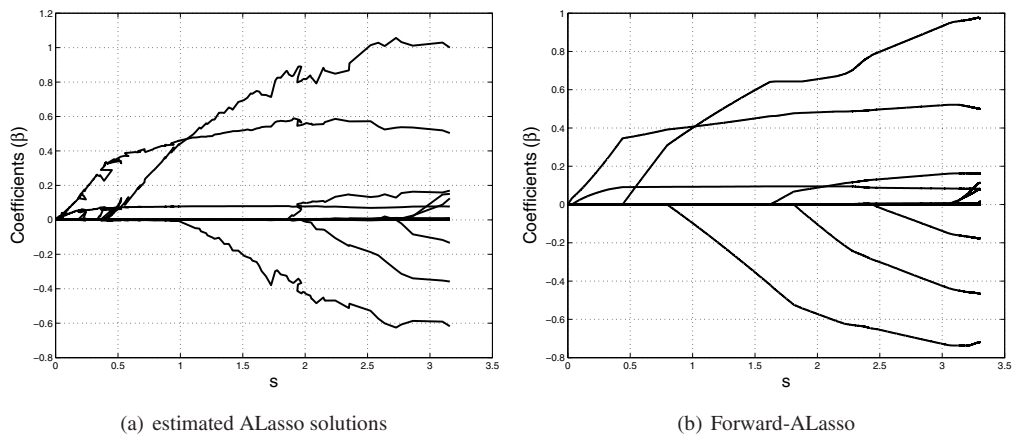 1.2
1
0.8
0.6
0.4
0.2
0
−0.2
−0.4
−0.6
−0.8
Coefficients (β)
0 0.5 1 1.5 2 2.5 3 3.5
s
(a) estimated ALasso solutions
1
0.8
0.6
0.4
0.2
0
−0.2
−0.4
−0.6
−0.8
Coefficients (β)
0 0.5 1 1.5 2 2.5 3 3.5
s
(b) Forward-ALasso